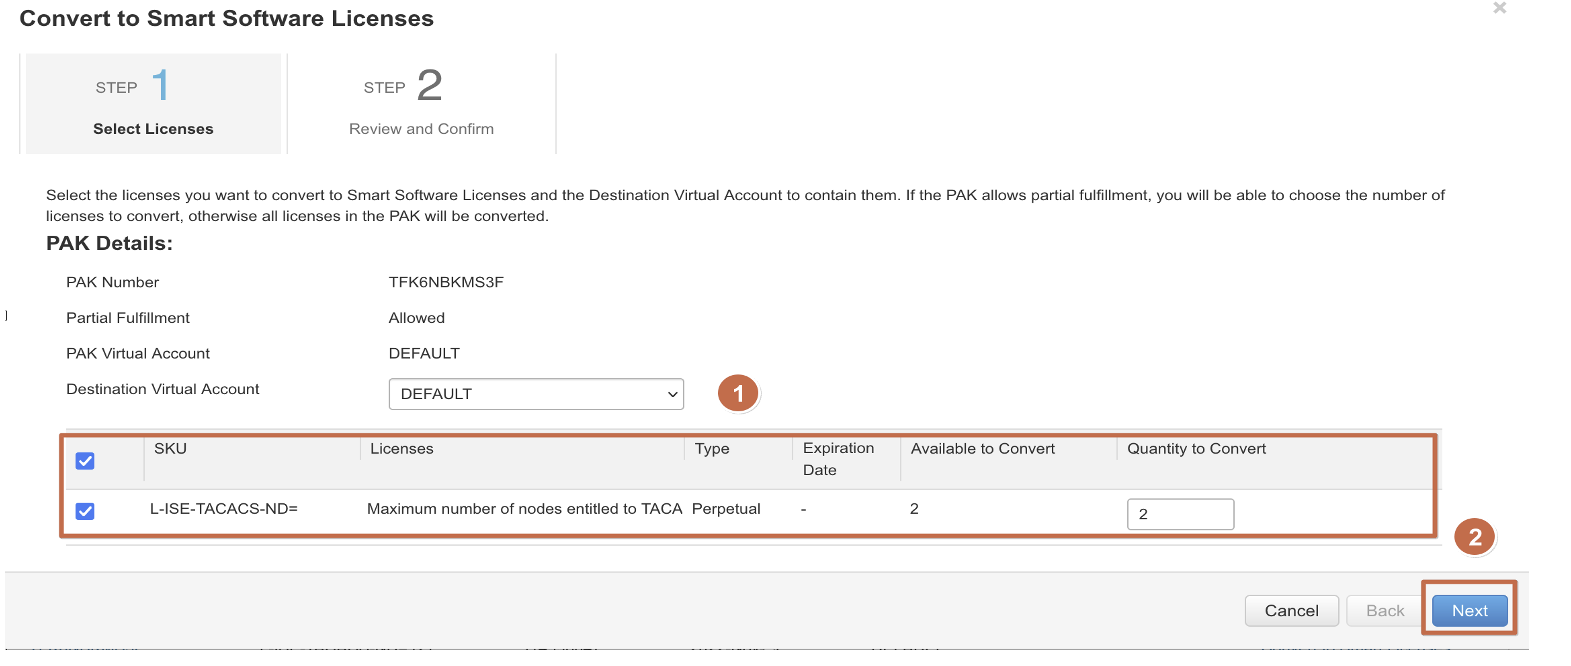 Convert to Smart Software Licenses
×
STEP 1
Select Licenses
STEP 2
Review and Confirm
Select the licenses you want to convert to Smart Software Licenses and the Destination Virtual Account to contain them. If the PAK allows partial fulfillment, you will be able to choose the number of
licenses to convert, otherwise all licenses in the PAK will be converted.
PAK Details:
PAK Number TFK6NBKMS3F
Partial Fulfillment Allowed
PAK Virtual Account DEFAULT
Destination Virtual Account DEFAULT 1
SKU Licenses Type Expiration Date Available to Convert Quantity to Convert
L-ISE-TACACS-ND= Maximum number of nodes entitled to TACA Perpetual - 2 2
2
Cancel Back Next